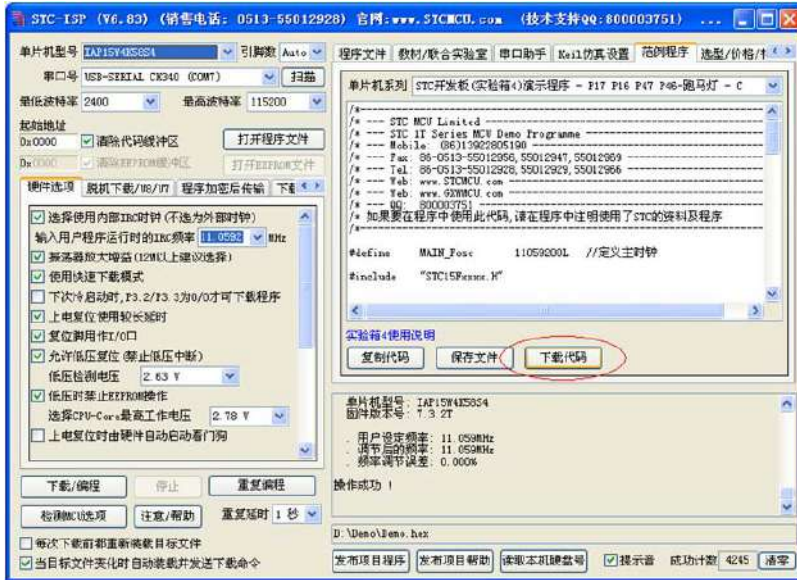 STC-ISP (V6.83) (销售电话: 0513-55012928) 官网:www.STCMCU.com (技术支持QQ:800003751) ...
单片机型号 IAP15W4K58S4 引脚数 Auto
串口号 USB-SERIAL CH340 (COM7) 扫描
最低波特率 2400 最高波特率 115200
起始地址
0x0000 清除代码缓冲区 打开程序文件
0x0000 清除EEPROM缓冲区 打开EEPROM文件
硬件选项 脱机下载/U8/U7 程序加密后传输
选择使用内部IRC时钟(不选为外部时钟)
输入用户程序运行时的IRC频率 11.0592 MHz
振荡器放大增益(12M以上建议选择)
使用快速下载模式
下次冷启动时,P3.2/P3.3为0/0才可下载程序
上电复位使用较长延时
复位脚用作I/O口
允许低压复位(禁止低压中断)
低压检测电压 2.63 V
低压时禁止EEPROM操作
选择CPU-Core最高工作电压 2.78 V
上电复位时由硬件自动启动看门狗
下载/编程 停止 重复编程
检测MCU选项 注意/帮助 重复延时 1 秒
每次下载前都重新装载目标文件
当目标文件变化时自动装载并发送下载命令
程序文件 教材/联合实验室 串口助手 Keil仿真设置 范例程序 选型/价格/
单片机系列 STC开发板(实验箱4)演示程序 - P17 P16 P47 P46-跑马灯 - C
/*---------------------------------------------------------------------
/* --- STC MCU Limited ------------------------------------------------
/* --- STC 1T Series MCU Demo Programme -------------------------------
/* --- Mobile: (86)13922805190 ----------------------------------------
/* --- Fax: 86-0513-55012956,55012947,55012969 ------------------------
/* --- Tel: 86-0513-55012928,55012929,55012966 ------------------------
/* --- Web: www.STCMCU.com --------------------------------------------
/* --- Web: www.GXWMCU.com --------------------------------------------
/* --- QQ: 800003751 --------------------------------------------------
/* 如果要在程序中使用此代码,请在程序中注明使用了STC的资料及程序
/*---------------------------------------------------------------------
#define MAIN_Fosc 11059200L //定义主时钟
#include "STC15Fxxxx.H"
实验箱4使用说明
复制代码 保存文件 下载代码
单片机型号: IAP15W4K58S4
固件版本号: 7.3.2T
. 用户设定频率: 11.059MHz
. 调节后的频率: 11.059MHz
. 频率调节误差: 0.000%
操作成功 !
D:\Demo\Demo.hex
发布项目程序 发布项目帮助 读取本机硬盘号 提示音 成功计数 4245 清零